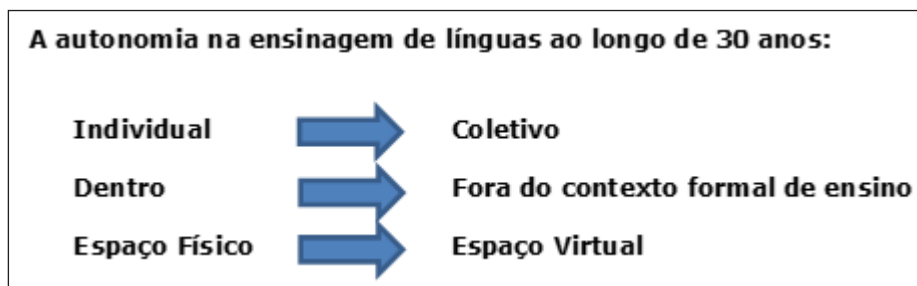 A autonomia na ensinagem de línguas ao longo de 30 anos:
Individual Coletivo
Dentro Fora do contexto formal de ensino
Espaço Físico Espaço Virtual